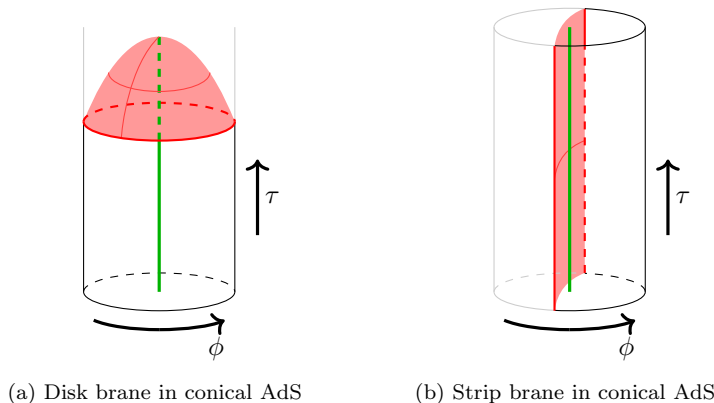 τ
τ
ϕ
ϕ
(a) Disk brane in conical AdS
(b) Strip brane in conical AdS